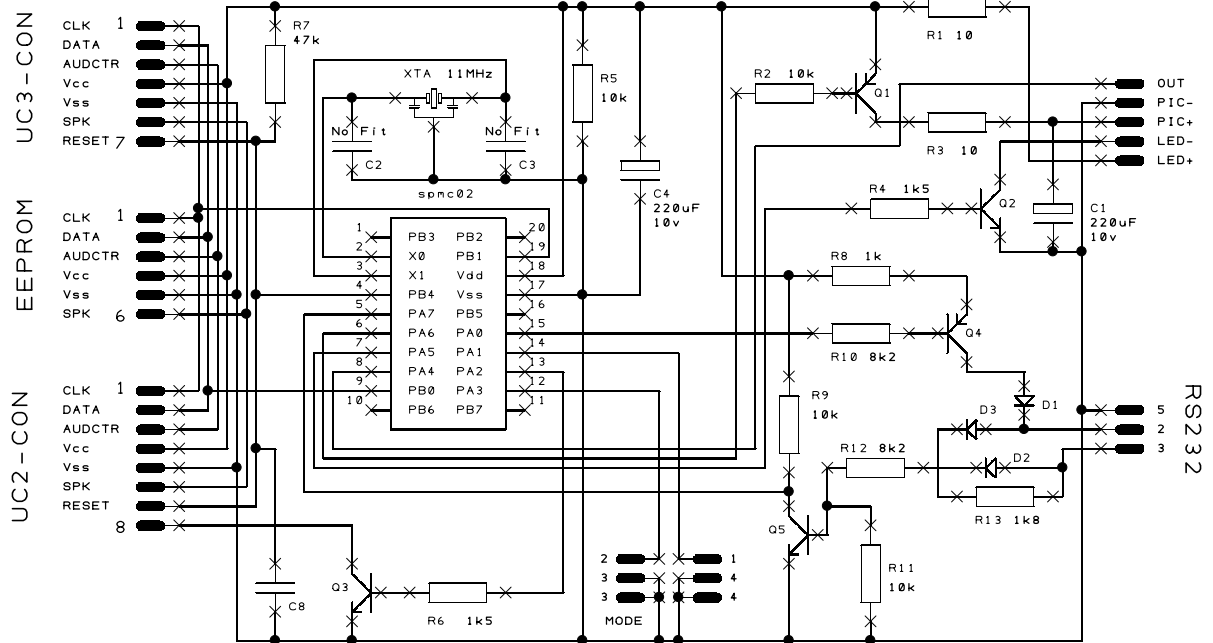 UC3-CON
CLK 1
DATA
AUDCTR
Vcc
Vss
SPK
RESET 7
R7
47k
XTA 11MHz
No Fit
No Fit
C2
C3
spmc02
R5
10k
C4
220uF
10v
R1 10
R2 10k
Q1
R3 10
R4 1k5
Q2
C1
220uF
10v
OUT
PIC-
PIC+
LED-
LED+
EEPROM
CLK 1
DATA
AUDCTR
Vcc
Vss
SPK 6
1 PB3 PB2 20
2 X0 PB1 19
3 X1 Vdd 18
4 PB4 Vss 17
5 PA7 PB5 16
6 PA6 PA0 15
7 PA5 PA1 14
8 PA4 PA2 13
9 PB0 PA3 12
10 PB6 PB7 11
R8 1k
Q4
R10 8k2
R9
10k
D1
D3
D2
R12 8k2
R13 1k8
5
2
3
RS232
UC2-CON
CLK 1
DATA
AUDCTR
Vcc
Vss
SPK
RESET
8
Q5
R11
10k
C8
Q3
R6 1k5
2 1
3 4
3 4
MODE